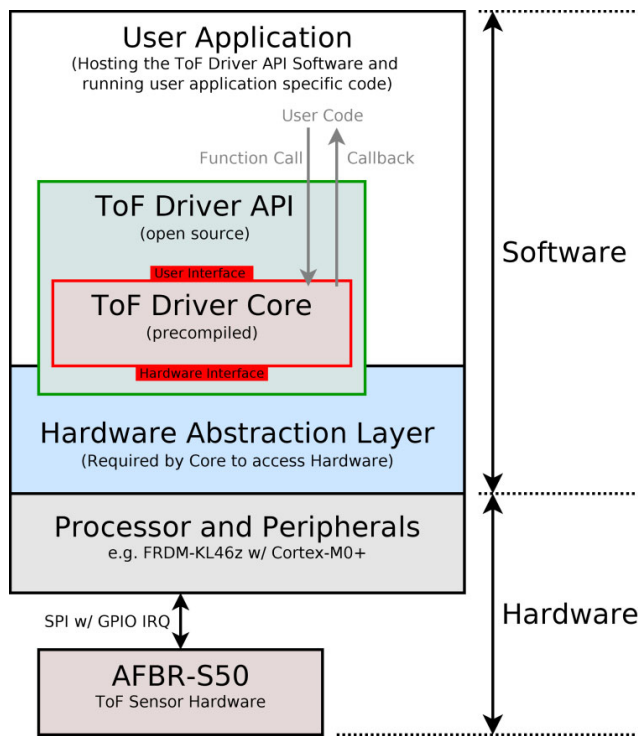 User Application
(Hosting the ToF Driver API Software and
running user application specific code)
User Code
Function Call
Callback
ToF Driver API
(open source)
User Interface
ToF Driver Core
(precompiled)
Hardware Interface
Hardware Abstraction Layer
(Required by Core to access Hardware)
Software
Processor and Peripherals
e.g. FRDM-KL46z w/ Cortex-M0+
SPI w/ GPIO IRQ
Hardware
AFBR-S50
ToF Sensor Hardware